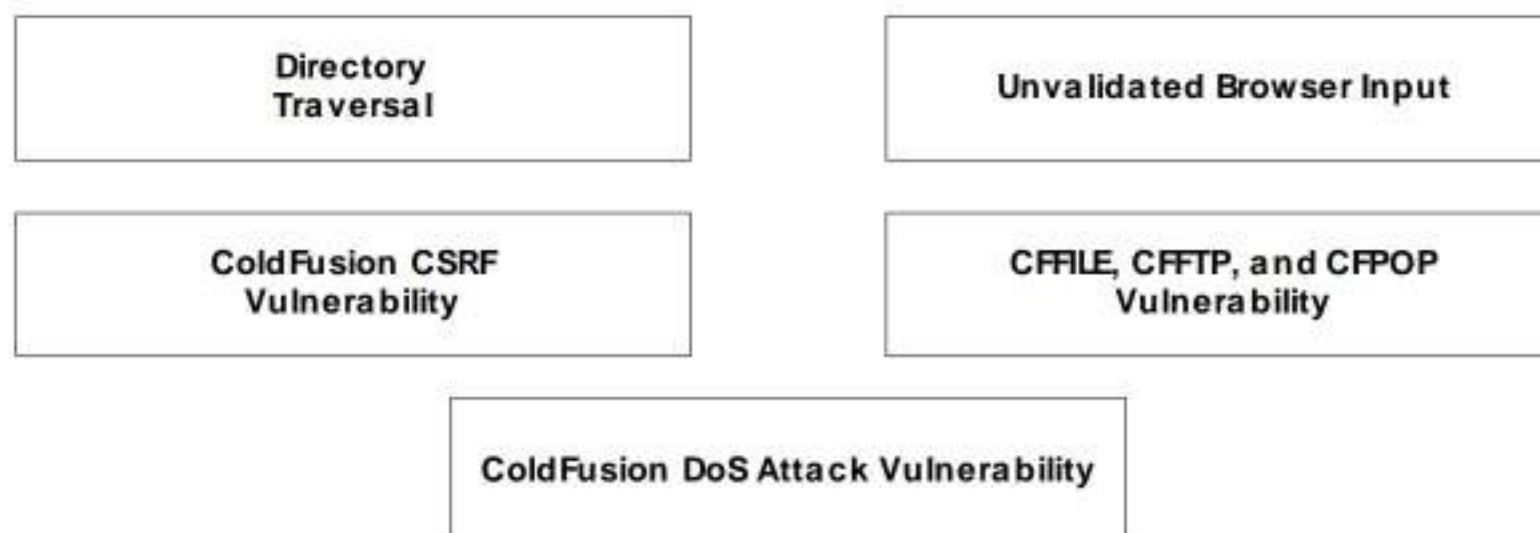 Directory
Traversal
Unvalidated Browser Input
ColdFusion CSRF
Vulnerability
CFFILE, CFFTP, and CFPOP
Vulnerability
ColdFusion DoS Attack Vulnerability